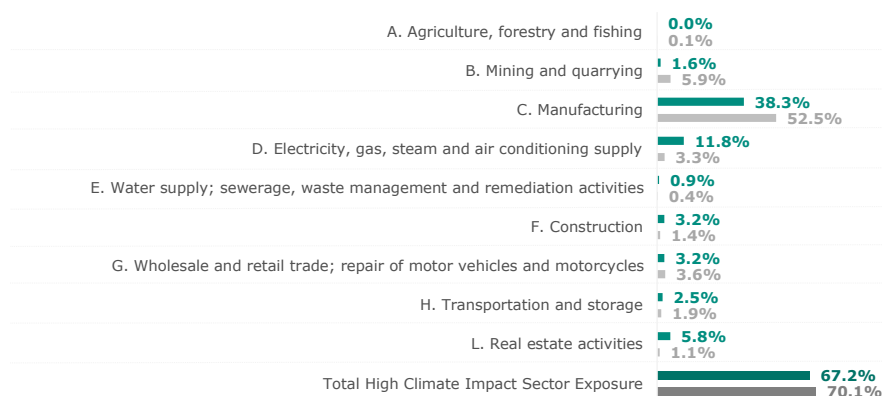 A. Agriculture, forestry and fishing
0.0%
0.1%
B. Mining and quarrying
1.6%
5.9%
C. Manufacturing
38.3%
52.5%
D. Electricity, gas, steam and air conditioning supply
11.8%
3.3%
E. Water supply; sewerage, waste management and remediation activities
0.9%
0.4%
F. Construction
3.2%
1.4%
G. Wholesale and retail trade; repair of motor vehicles and motorcycles
3.2%
3.6%
H. Transportation and storage
2.5%
1.9%
L. Real estate activities
5.8%
1.1%
Total High Climate Impact Sector Exposure
67.2%
70.1%